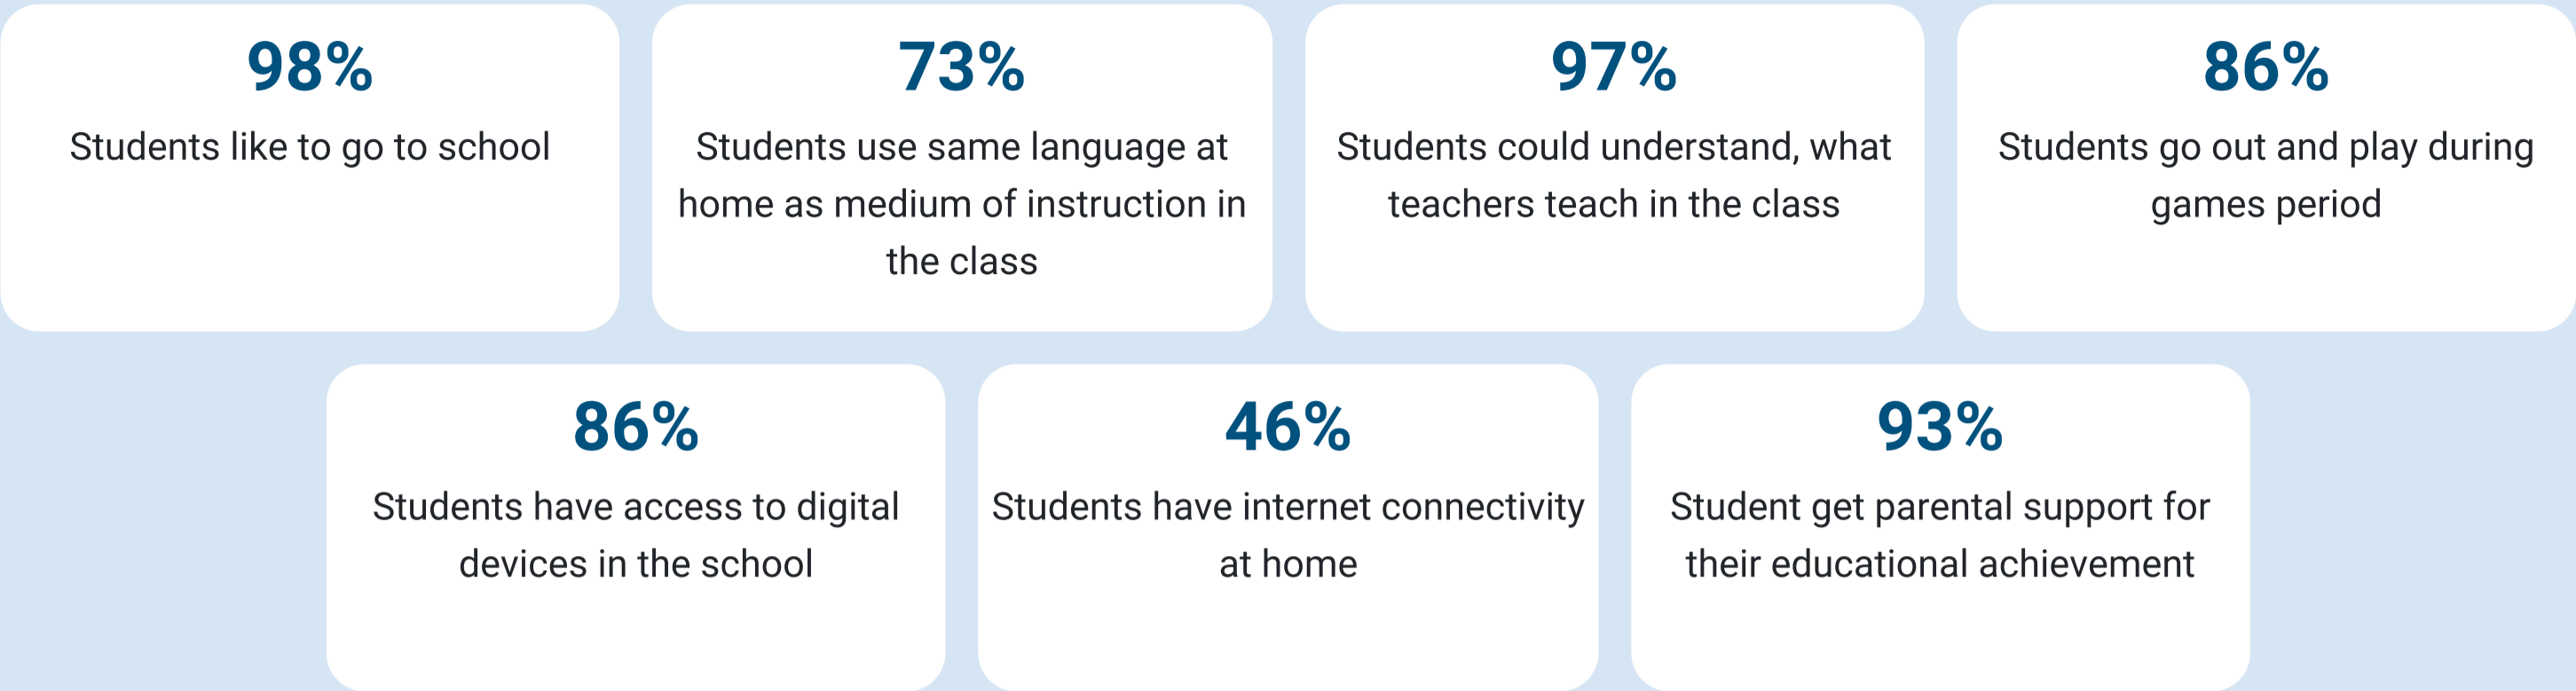 98%
Students like to go to school
73%
Students use same language at
home as medium of instruction in
the class
97%
Students could understand, what
teachers teach in the class
86%
Students go out and play during
games period
86%
Students have access to digital
devices in the school
46%
Students have internet connectivity
at home
93%
Student get parental support for
their educational achievement